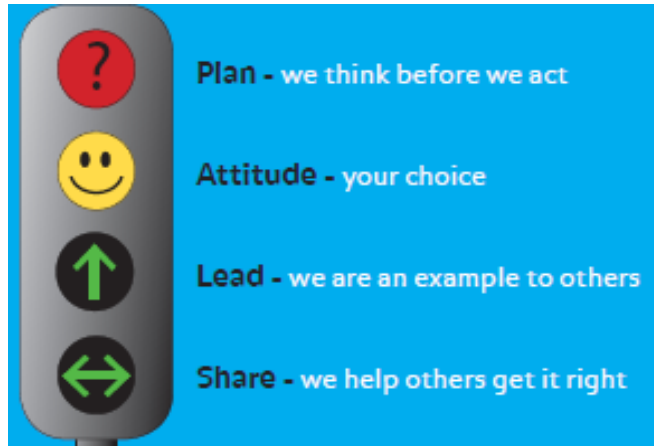 ?
Plan - we think before we act
Attitude - your choice
Lead - we are an example to others
Share - we help others get it right